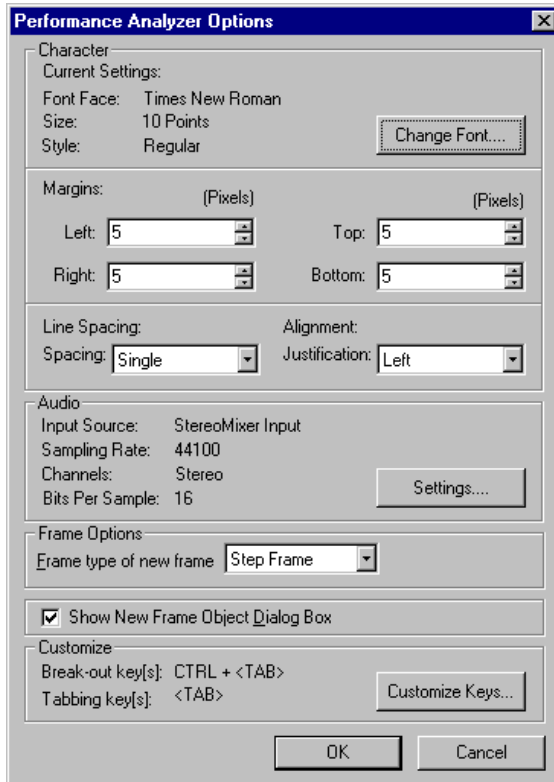 Performance Analyzer Options
Character
Current Settings:
Font Face: Times New Roman
Size: 10 Points
Style: Regular
Change Font....
Margins: (Pixels) (Pixels)
Left: 5 Top: 5
Right: 5 Bottom: 5
Line Spacing: Alignment:
Spacing: Single Justification: Left
Audio
Input Source: StereoMixer Input
Sampling Rate: 44100
Channels: Stereo
Bits Per Sample: 16
Settings....
Frame Options
Frame type of new frame Step Frame
Show New Frame Object Dialog Box
Customize
Break-out key[s]: CTRL + <TAB>
Tabbing key[s]: <TAB>
Customize Keys...
OK Cancel